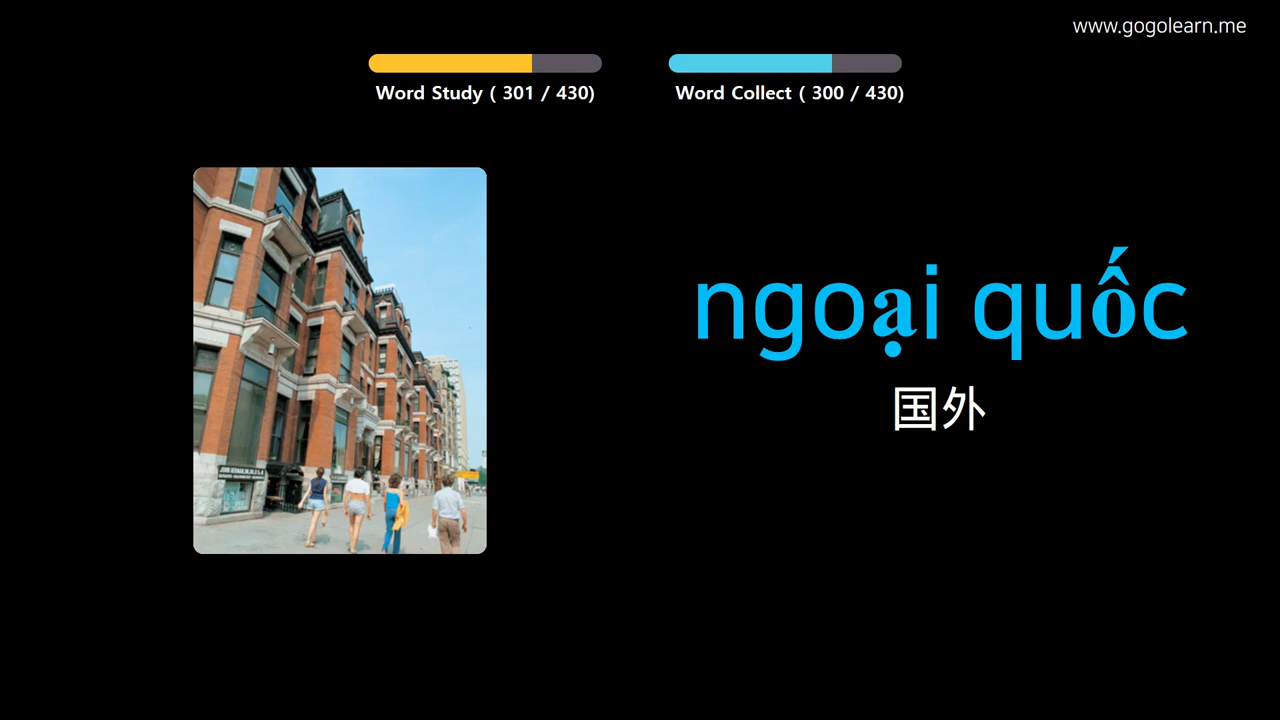 www.gogolearn.me
Word Study ( 301 / 430)
Word Collect ( 300 / 430)
ngoại quốc
国外